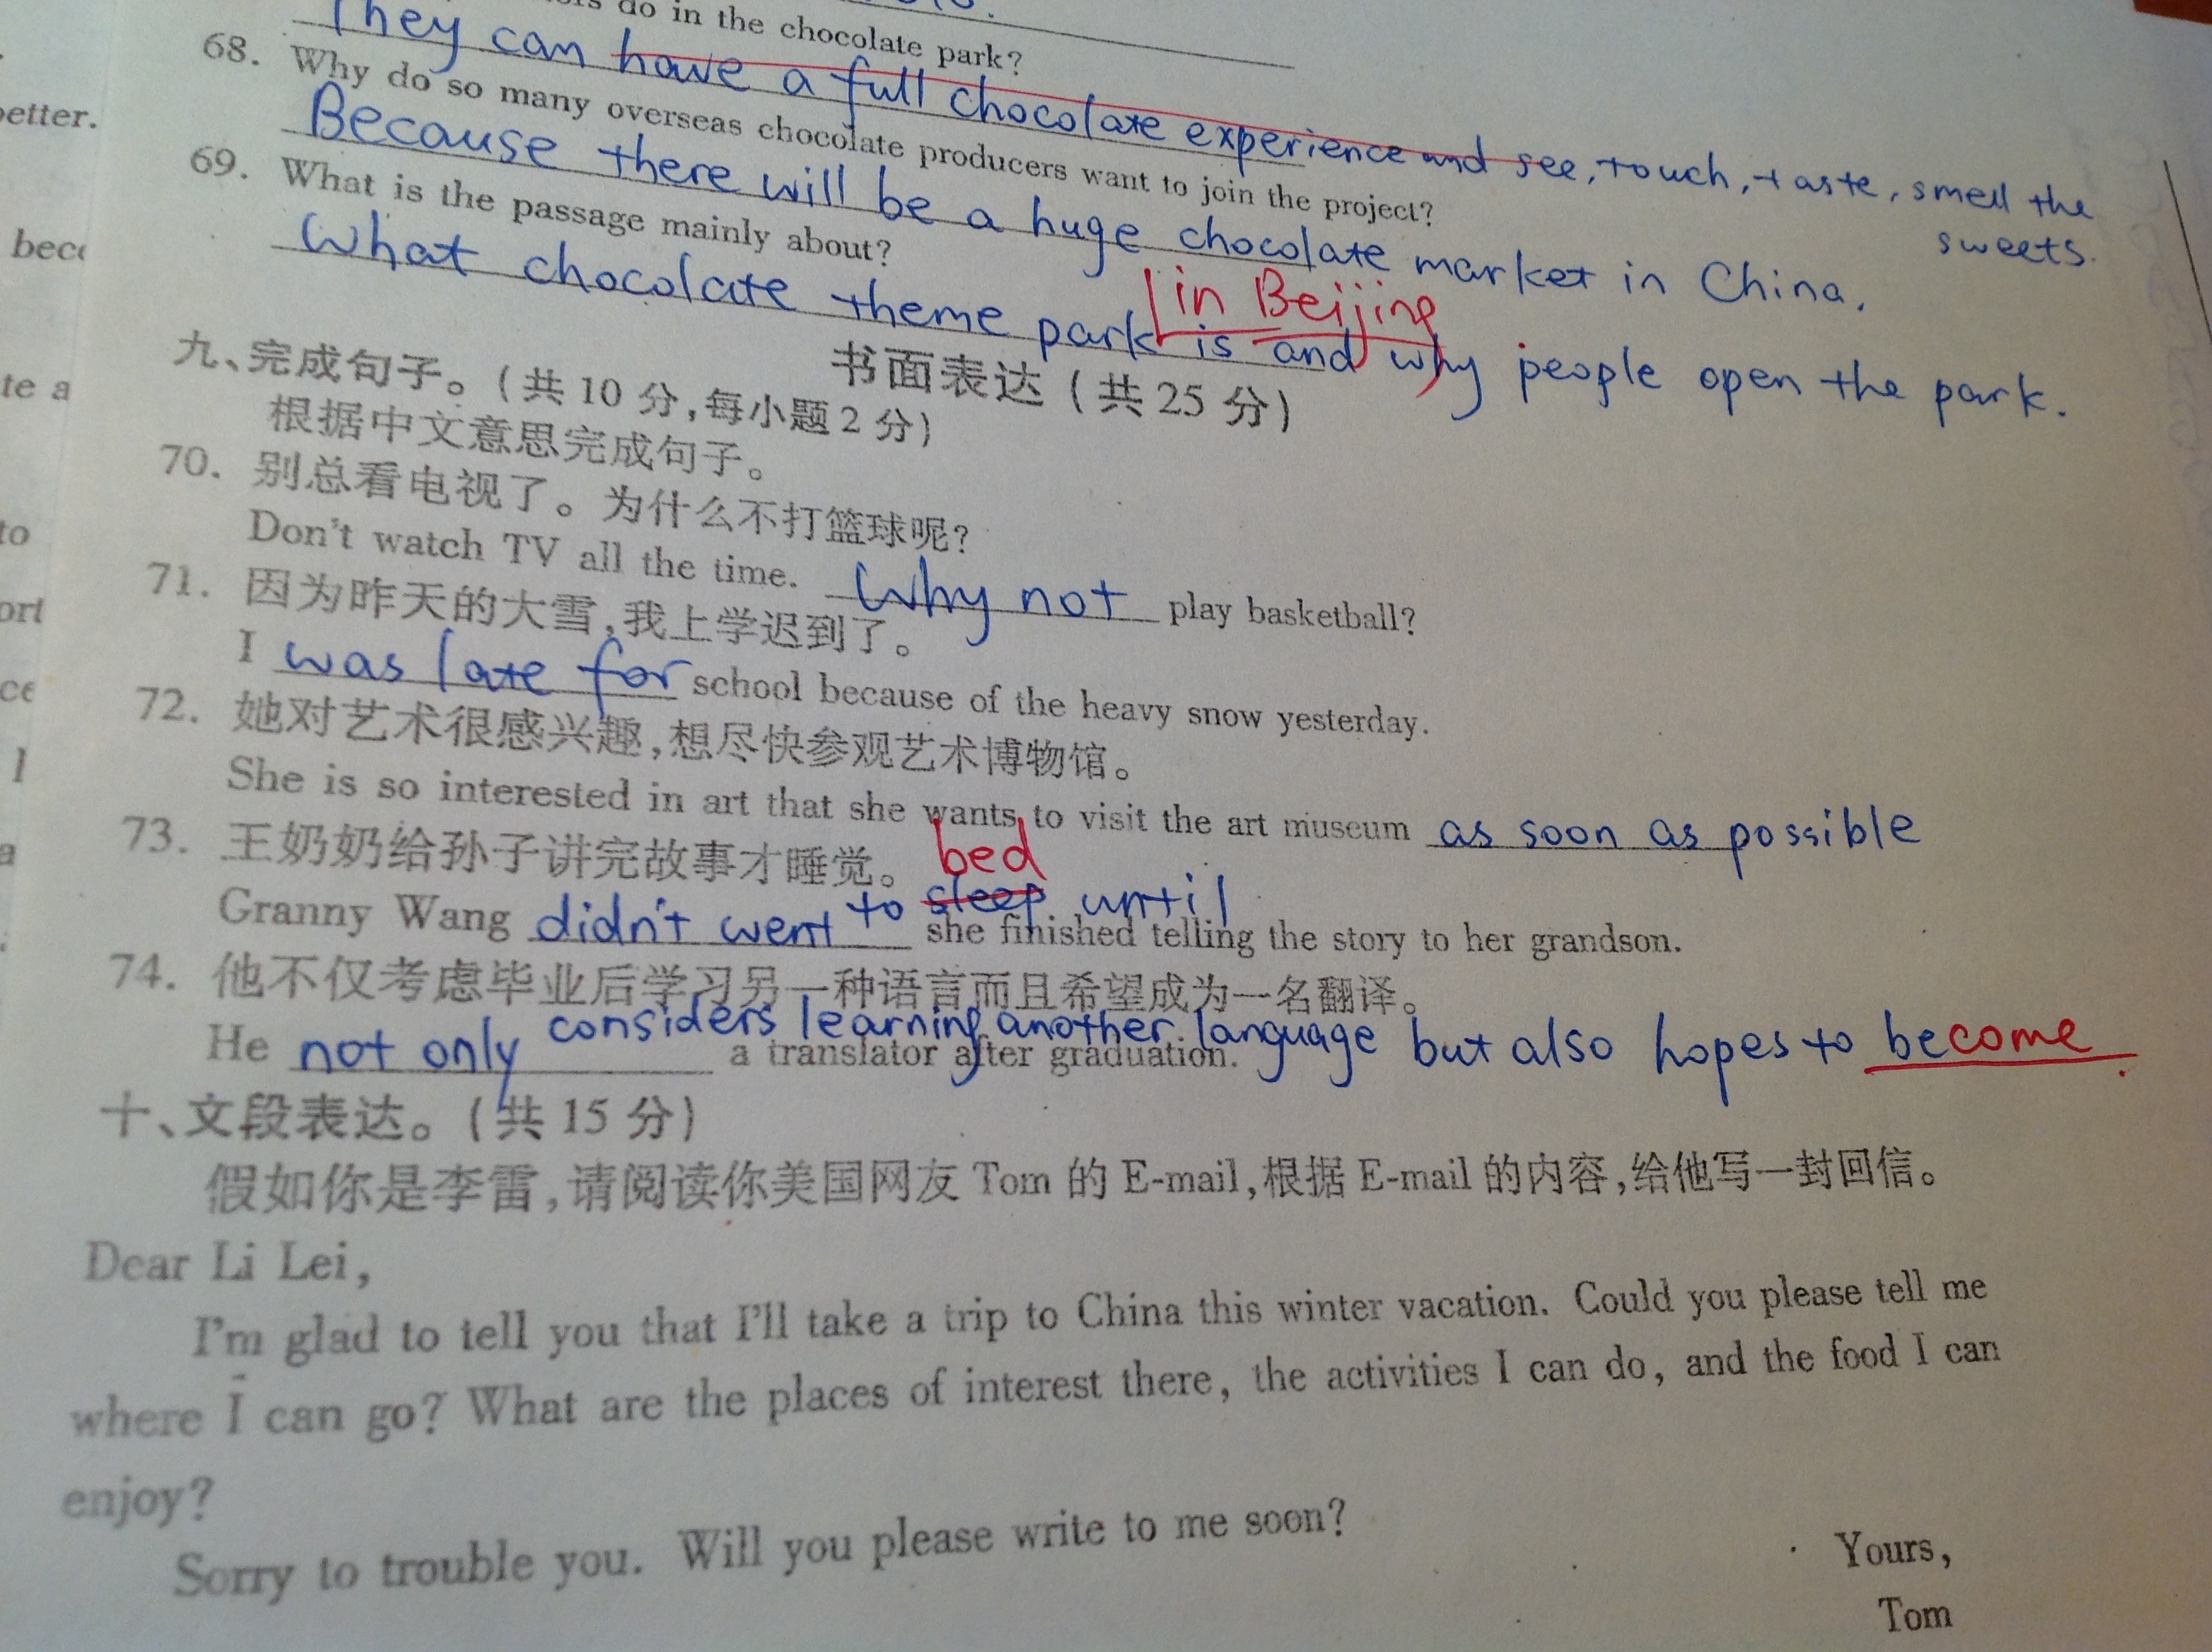 do in the chocolate park?
They can have a full chocolate experience and see, touch, taste, smell the
sweets.
68. Why do so many overseas chocolate producers want to join the project?
Because there will be a huge chocolate market in China.
69. What is the passage mainly about?
in Beijing
What chocolate theme park is and why people open the park.
书面表达(共25分)
九、完成句子。(共10分,每小题2分)
根据中文意思完成句子。
70. 别总看电视了。为什么不打篮球呢?
Don't watch TV all the time. Why not play basketball?
71. 因为昨天的大雪,我上学迟到了。
I was late for school because of the heavy snow yesterday.
72. 她对艺术很感兴趣,想尽快参观艺术博物馆。
She is so interested in art that she wants to visit the art museum as soon as possible
73. 王奶奶给孙子讲完故事才睡觉。
bed
Granny Wang didn't went to sleep until she finished telling the story to her grandson.
74. 他不仅考虑毕业后学习另一种语言而且希望成为一名翻译。
He not only considers learning another language but also hopes to become a translator after graduation.
十、文段表达。(共15分)
假如你是李雷,请阅读你美国网友 Tom 的 E-mail,根据 E-mail 的内容,给他写一封回信。
Dear Li Lei,
I'm glad to tell you that I'll take a trip to China this winter vacation. Could you please tell me
where I can go? What are the places of interest there, the activities I can do, and the food I can
enjoy?
Sorry to trouble you. Will you please write to me soon?
Yours,
Tom
better.
te a
to